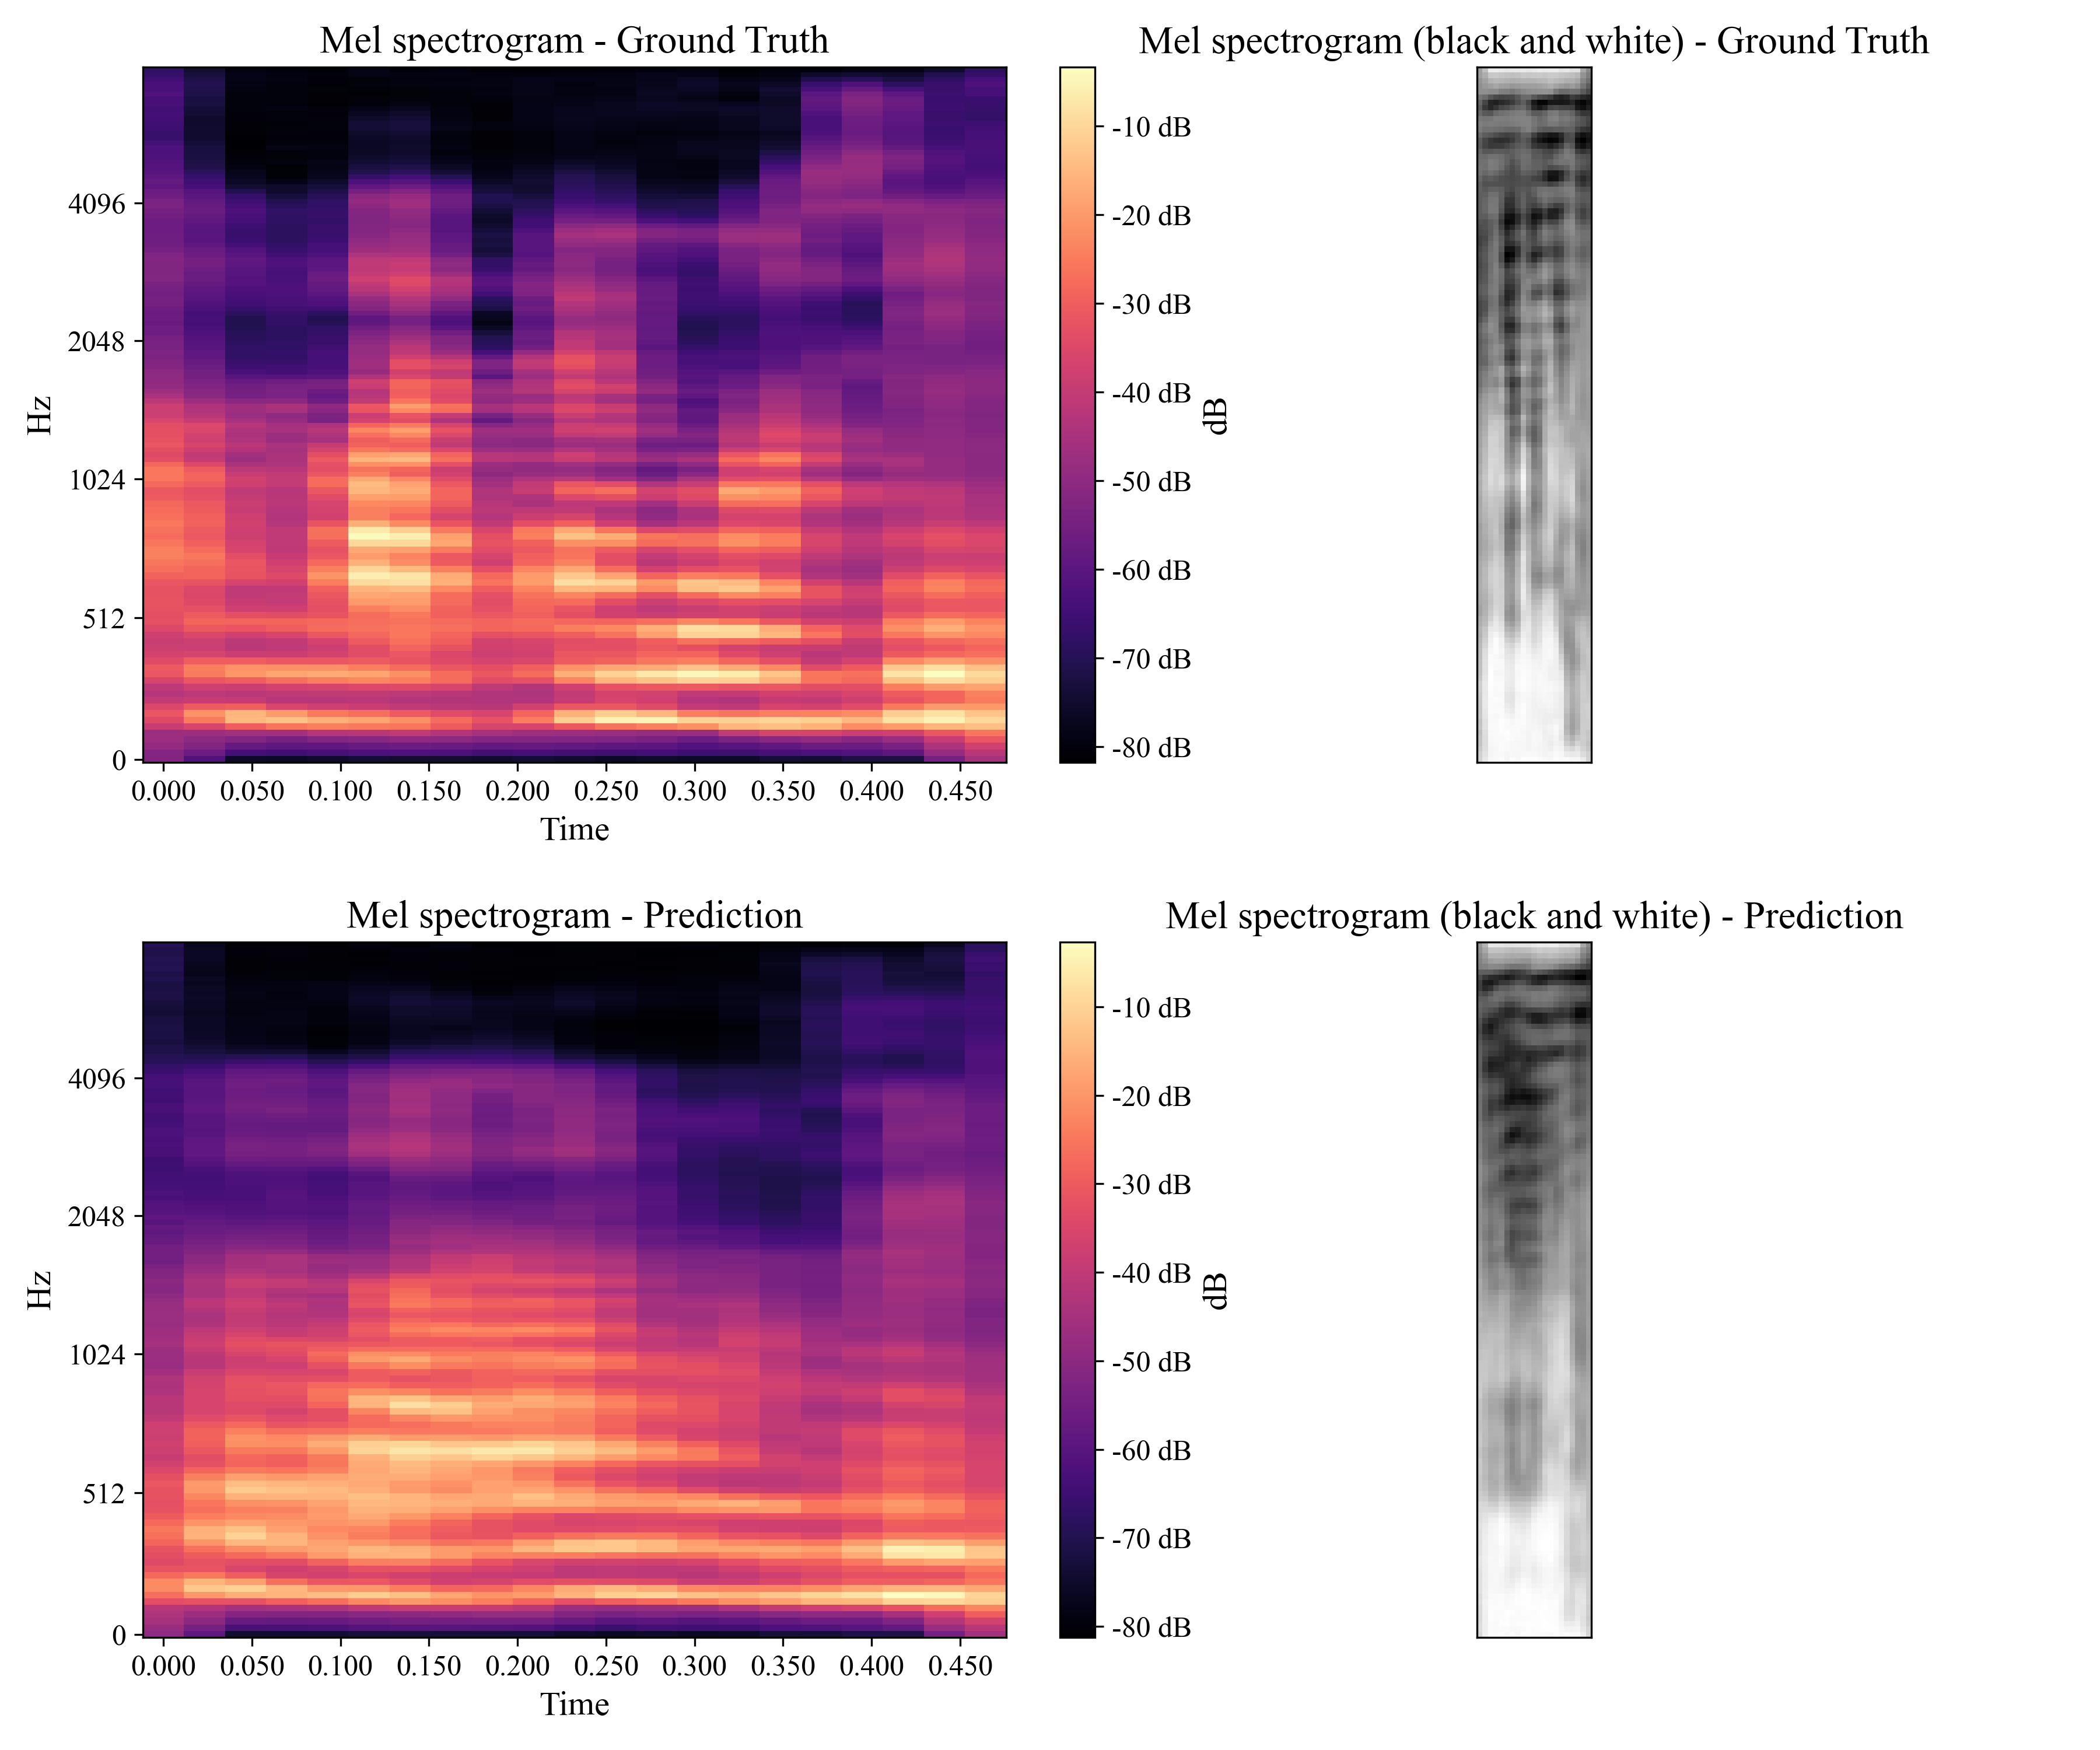 Mel spectrogram - Ground Truth
Mel spectrogram (black and white) - Ground Truth
Hz
4096
2048
1024
512
0
0.000 0.050 0.100 0.150 0.200 0.250 0.300 0.350 0.400 0.450
Time
-10 dB
-20 dB
-30 dB
-40 dB
-50 dB
-60 dB
-70 dB
-80 dB
dB
Mel spectrogram - Prediction
Mel spectrogram (black and white) - Prediction
Hz
4096
2048
1024
512
0
0.000 0.050 0.100 0.150 0.200 0.250 0.300 0.350 0.400 0.450
Time
-10 dB
-20 dB
-30 dB
-40 dB
-50 dB
-60 dB
-70 dB
-80 dB
dB